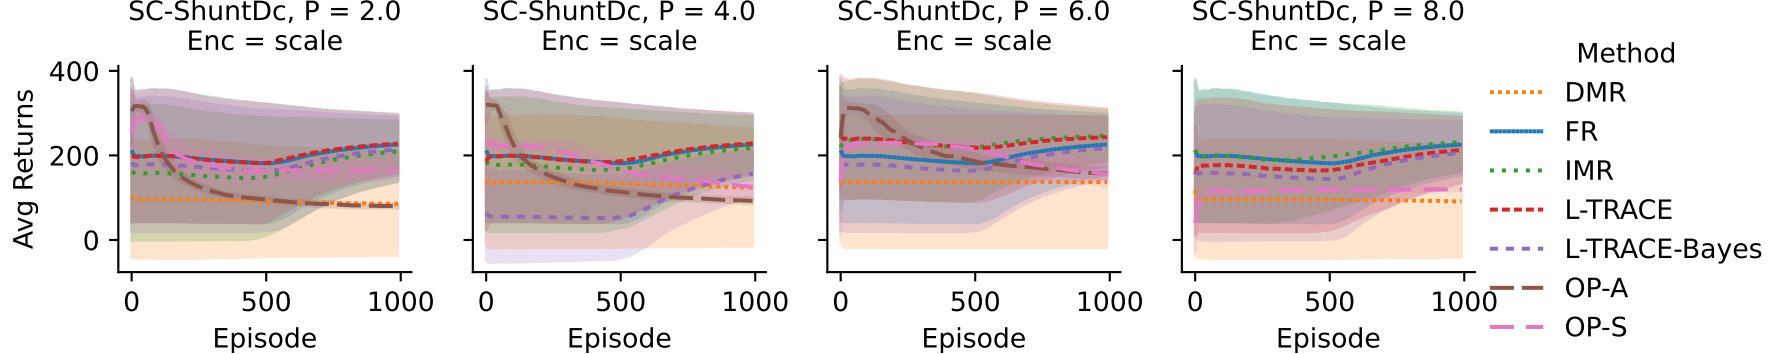 SC-ShuntDc, P = 2.0
Enc = scale
SC-ShuntDc, P = 4.0
Enc = scale
SC-ShuntDc, P = 6.0
Enc = scale
SC-ShuntDc, P = 8.0
Enc = scale
Avg Returns
400
200
0
0 500 1000
Episode
0 500 1000
Episode
0 500 1000
Episode
0 500 1000
Episode
Method
DMR
FR
IMR
L-TRACE
L-TRACE-Bayes
OP-A
OP-S